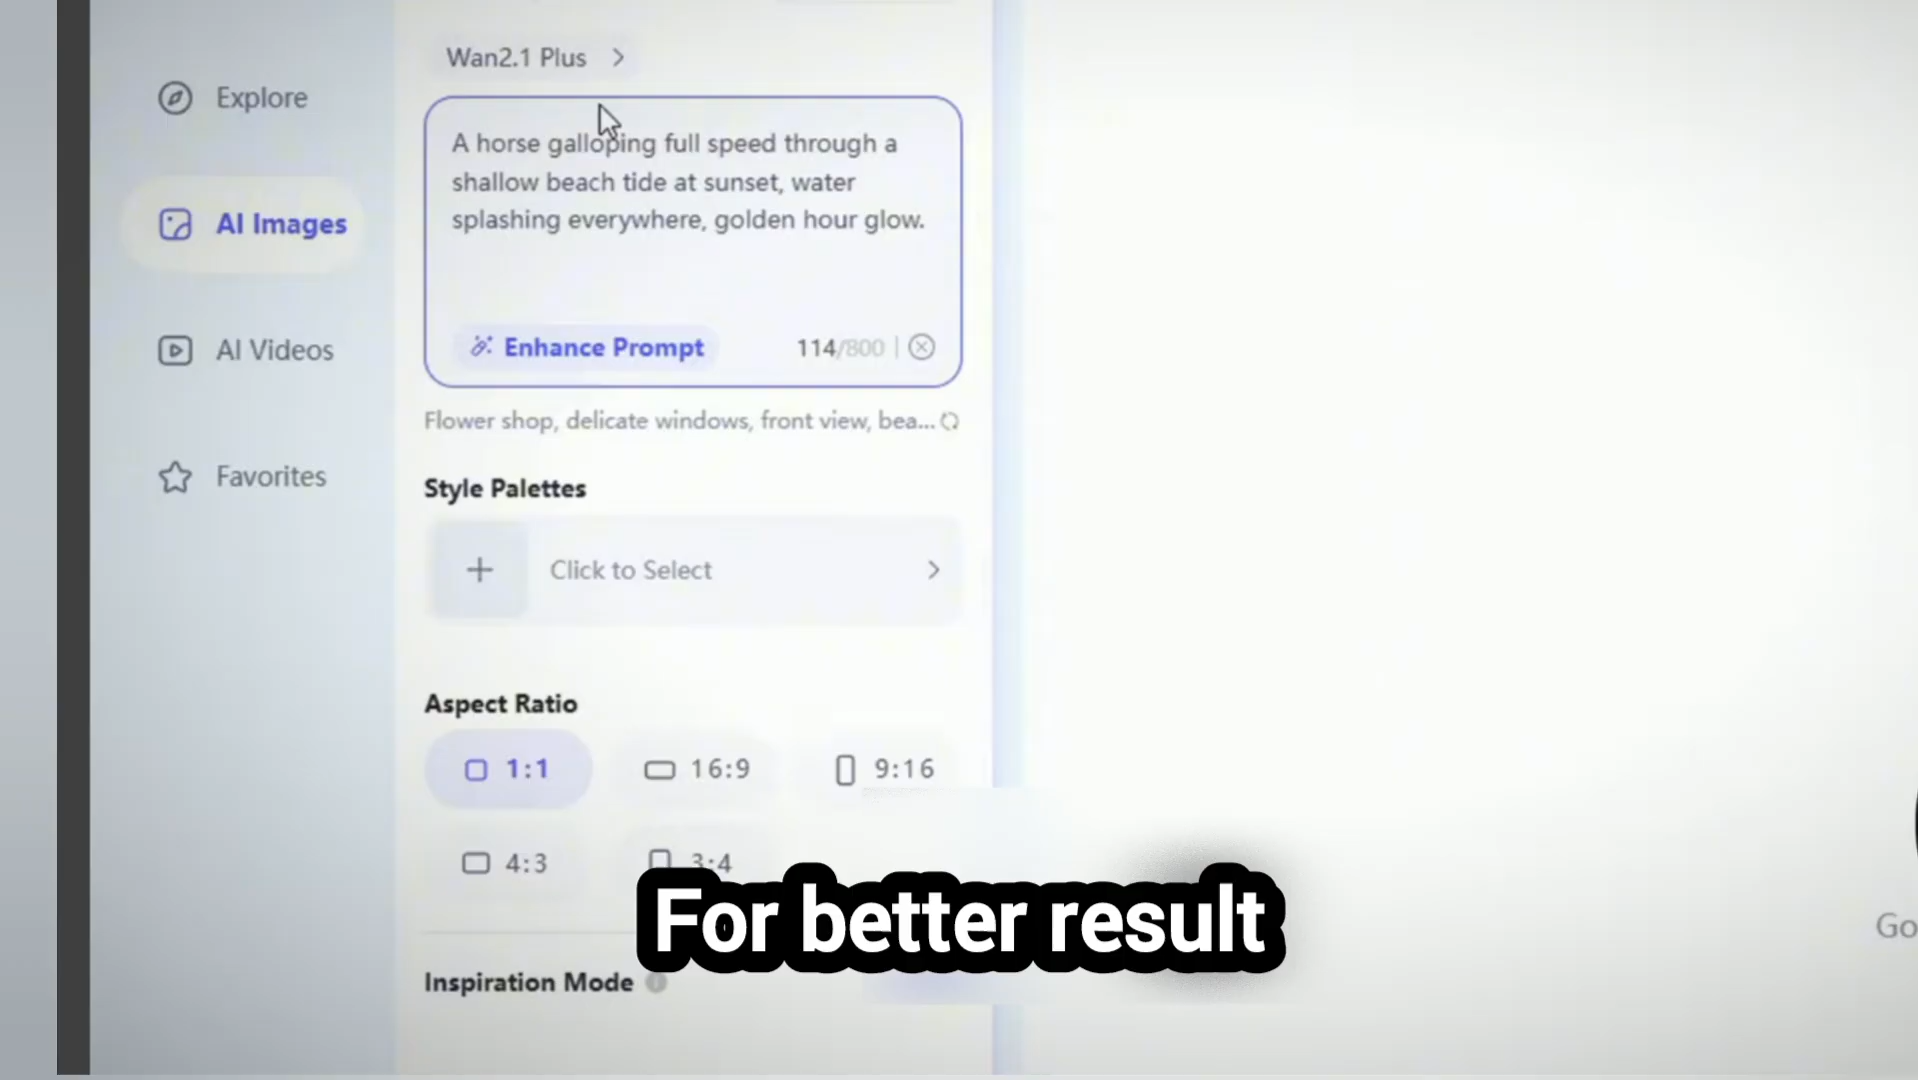 Wan2.1 Plus
Explore
A horse galloping full speed through a
shallow beach tide at sunset, water
splashing everywhere, golden hour glow.
AI Images
Enhance Prompt
114/800
AI Videos
Flower shop, delicate windows, front view, bea...
Favorites
Style Palettes
Click to Select
Aspect Ratio
1:1
16:9
9:16
4:3
3:4
For better result
Go
Inspiration Mode